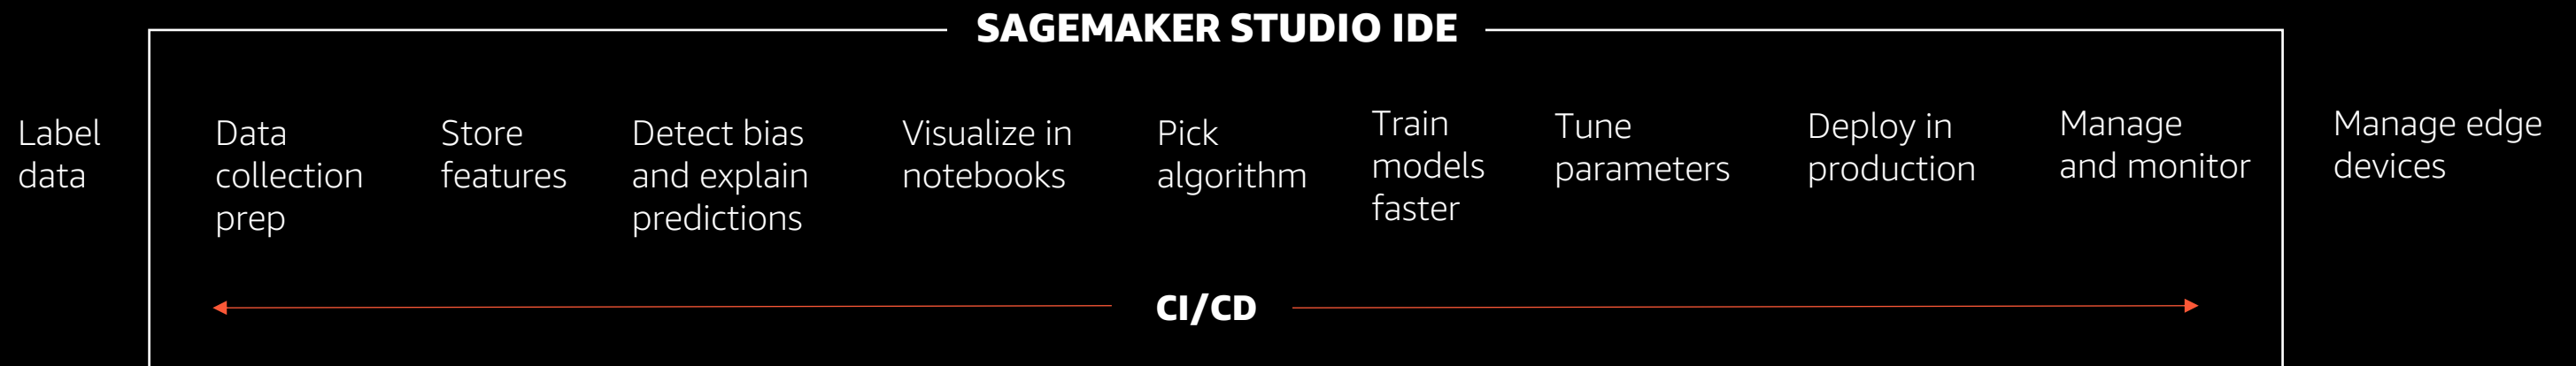 SAGEMAKER STUDIO IDE
Label
data
Data
collection
prep
Store
features
Detect bias
and explain
predictions
Visualize in
notebooks
Pick
algorithm
Train
models
faster
Tune
parameters
Deploy in
production
Manage
and monitor
Manage edge
devices
CI/CD